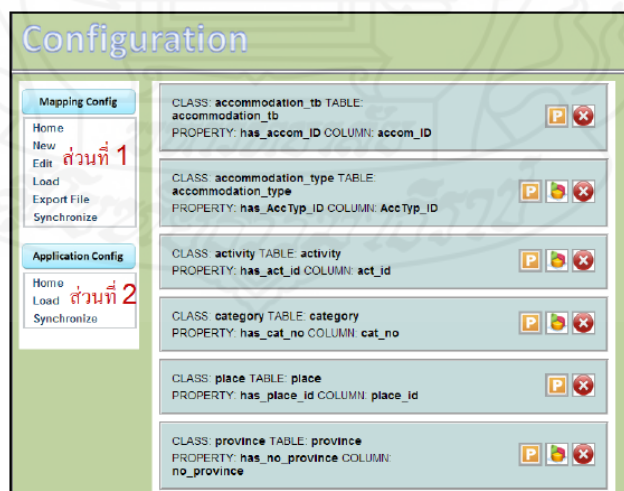 Configuration
Mapping Config
Home
New
Edit
ส่วนที่ 1
Load
Export File
Synchronize
Application Config
Home
Load
ส่วนที่ 2
Synchronize
CLASS: accommodation_tb TABLE:
accommodation_tb
PROPERTY: has_accom_ID COLUMN: accom_ID
P
CLASS: accommodation_type TABLE:
accommodation_type
PROPERTY: has_AccTyp_ID COLUMN: AccTyp_ID
P
CLASS: activity TABLE: activity
PROPERTY: has_act_id COLUMN: act_id
P
CLASS: category TABLE: category
PROPERTY: has_cat_no COLUMN: cat_no
P
CLASS: place TABLE: place
PROPERTY: has_place_id COLUMN: place_id
P
CLASS: province TABLE: province
PROPERTY: has_no_province COLUMN:
no_province
P